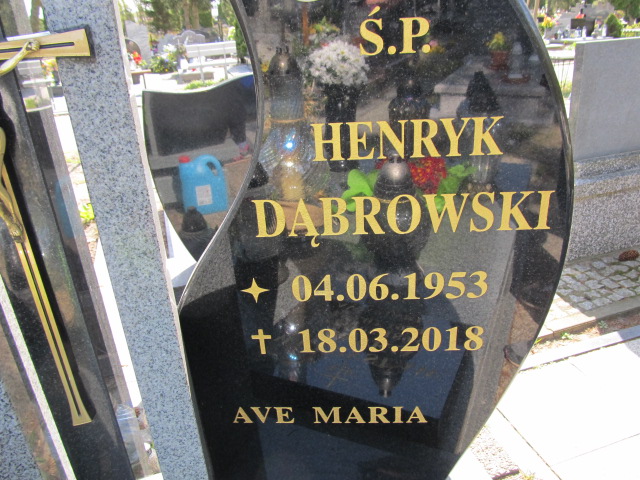 Ś.P.
HENRYK
DĄBROWSKI
04.06.1953
18.03.2018
AVE MARIA